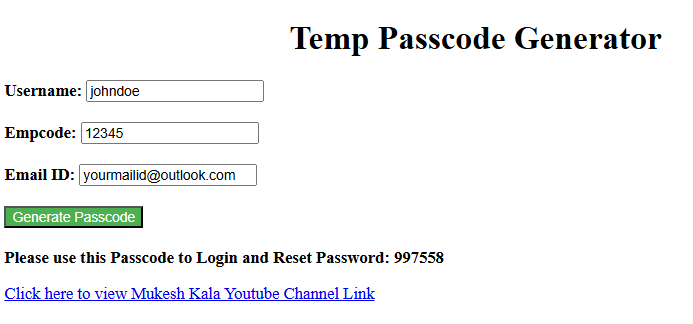 Temp Passcode Generator
Username: johndoe
Empcode: 12345
Email ID: yourmailid@outlook.com
Generate Passcode
Please use this Passcode to Login and Reset Password: 997558
Click here to view Mukesh Kala Youtube Channel Link